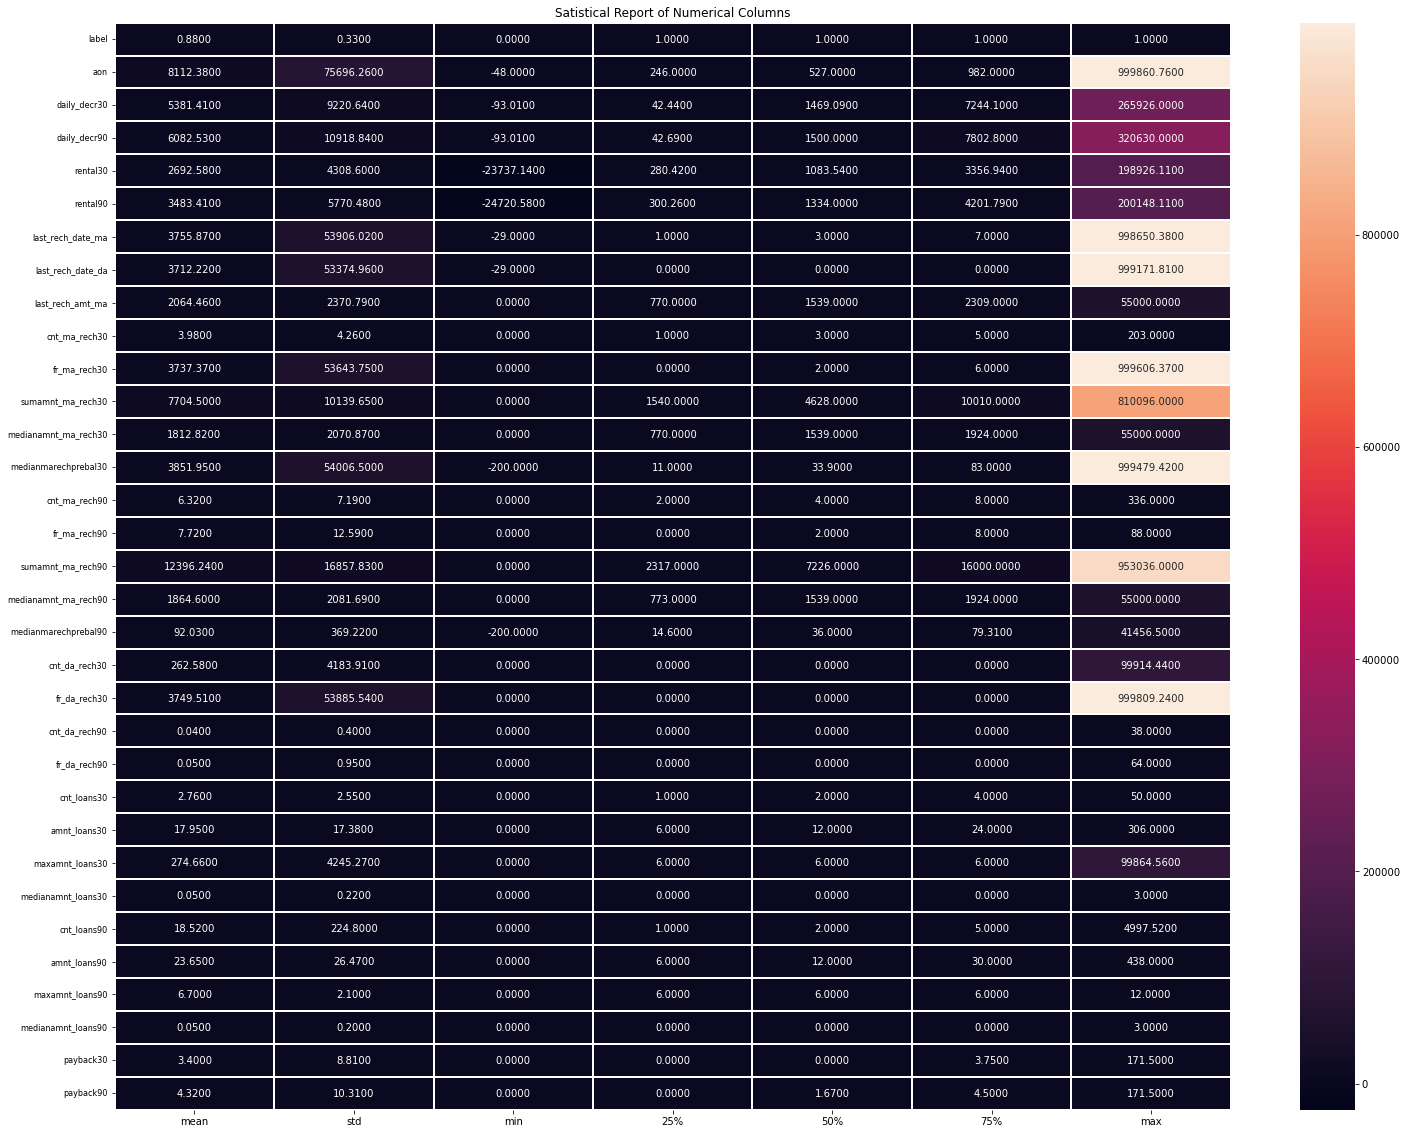 Satistical Report of Numerical Columns
label 0.8800 0.3300 0.0000 1.0000 1.0000 1.0000 1.0000
aon 8112.3800 75696.2600 -48.0000 246.0000 527.0000 982.0000 999860.7600
daily_decr30 5381.4100 9220.6400 -93.0100 42.4400 1469.0900 7244.1000 265926.0000
daily_decr90 6082.5300 10918.8400 -93.0100 42.6900 1500.0000 7802.8000 320630.0000
rental30 2692.5800 4308.6000 -23737.1400 280.4200 1083.5400 3356.9400 198926.1100
rental90 3483.4100 5770.4800 -24720.5800 300.2600 1334.0000 4201.7900 200148.1100
last_rech_date_ma 3755.8700 53906.0200 -29.0000 1.0000 3.0000 7.0000 998650.3800
800000
last_rech_date_da 3712.2200 53374.9600 -29.0000 0.0000 0.0000 0.0000 999171.8100
last_rech_amt_ma 2064.4600 2370.7900 0.0000 770.0000 1539.0000 2309.0000 55000.0000
cnt_ma_rech30 3.9800 4.2600 0.0000 1.0000 3.0000 5.0000 203.0000
fr_ma_rech30 3737.3700 53643.7500 0.0000 0.0000 2.0000 6.0000 999606.3700
sumamnt_ma_rech30 7704.5000 10139.6500 0.0000 1540.0000 4628.0000 10010.0000 810096.0000
medianamnt_ma_rech30 1812.8200 2070.8700 0.0000 770.0000 1539.0000 1924.0000 55000.0000
600000
medianmarechprebal30 3851.9500 54006.5000 -200.0000 11.0000 33.9000 83.0000 999479.4200
cnt_ma_rech90 6.3200 7.1900 0.0000 2.0000 4.0000 8.0000 336.0000
fr_ma_rech90 7.7200 12.5900 0.0000 0.0000 2.0000 8.0000 88.0000
sumamnt_ma_rech90 12396.2400 16857.8300 0.0000 2317.0000 7226.0000 16000.0000 953036.0000
medianamnt_ma_rech90 1864.6000 2081.6900 0.0000 773.0000 1539.0000 1924.0000 55000.0000
medianmarechprebal90 92.0300 369.2200 -200.0000 14.6000 36.0000 79.3100 41456.5000
cnt_da_rech30 262.5800 4183.9100 0.0000 0.0000 0.0000 0.0000 99914.4400
400000
fr_da_rech30 3749.5100 53885.5400 0.0000 0.0000 0.0000 0.0000 999809.2400
cnt_da_rech90 0.0400 0.4000 0.0000 0.0000 0.0000 0.0000 38.0000
fr_da_rech90 0.0500 0.9500 0.0000 0.0000 0.0000 0.0000 64.0000
cnt_loans30 2.7600 2.5500 0.0000 1.0000 2.0000 4.0000 50.0000
amnt_loans30 17.9500 17.3800 0.0000 6.0000 12.0000 24.0000 306.0000
maxamnt_loans30 274.6600 4245.2700 0.0000 6.0000 6.0000 6.0000 99864.5600
200000
medianamnt_loans30 0.0500 0.2200 0.0000 0.0000 0.0000 0.0000 3.0000
cnt_loans90 18.5200 224.8000 0.0000 1.0000 2.0000 5.0000 4997.5200
amnt_loans90 23.6500 26.4700 0.0000 6.0000 12.0000 30.0000 438.0000
maxamnt_loans90 6.7000 2.1000 0.0000 6.0000 6.0000 6.0000 12.0000
medianamnt_loans90 0.0500 0.2000 0.0000 0.0000 0.0000 0.0000 3.0000
payback30 3.4000 8.8100 0.0000 0.0000 0.0000 3.7500 171.5000
0
payback90 4.3200 10.3100 0.0000 0.0000 1.6700 4.5000 171.5000
mean std min 25% 50% 75% max